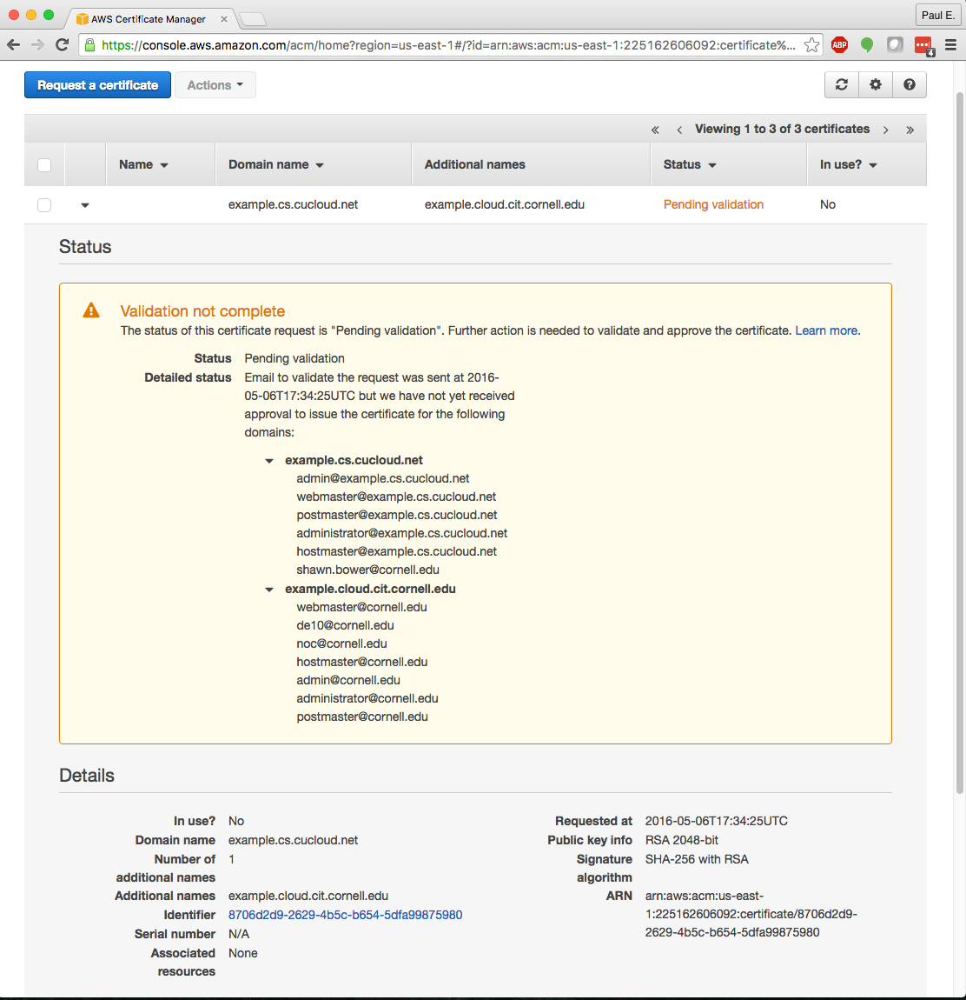 AWS Certificate Manager
Paul E.
https://console.aws.amazon.com/acm/home?region=us-east-1#/?id=arn:aws:acm:us-east-1:225162606092:certificate%...
ABP
4
Request a certificate
Actions
?
« ‹ Viewing 1 to 3 of 3 certificates › »
Name Domain name Additional names Status In use?
example.cs.cucloud.net example.cloud.cit.cornell.edu Pending validation No
Status
Validation not complete
The status of this certificate request is "Pending validation". Further action is needed to validate and approve the certificate. Learn more.
Status Pending validation
Detailed status Email to validate the request was sent at 2016-
05-06T17:34:25UTC but we have not yet received
approval to issue the certificate for the following
domains:
example.cs.cucloud.net
admin@example.cs.cucloud.net
webmaster@example.cs.cucloud.net
postmaster@example.cs.cucloud.net
administrator@example.cs.cucloud.net
hostmaster@example.cs.cucloud.net
shawn.bower@cornell.edu
example.cloud.cit.cornell.edu
webmaster@cornell.edu
de10@cornell.edu
noc@cornell.edu
hostmaster@cornell.edu
admin@cornell.edu
administrator@cornell.edu
postmaster@cornell.edu
Details
In use? No
Domain name example.cs.cucloud.net
Number of 1
additional names
Additional names example.cloud.cit.cornell.edu
Identifier 8706d2d9-2629-4b5c-b654-5dfa99875980
Serial number N/A
Associated None
resources
Requested at 2016-05-06T17:34:25UTC
Public key info RSA 2048-bit
Signature SHA-256 with RSA
algorithm
ARN arn:aws:acm:us-east-
1:225162606092:certificate/8706d2d9-
2629-4b5c-b654-5dfa99875980